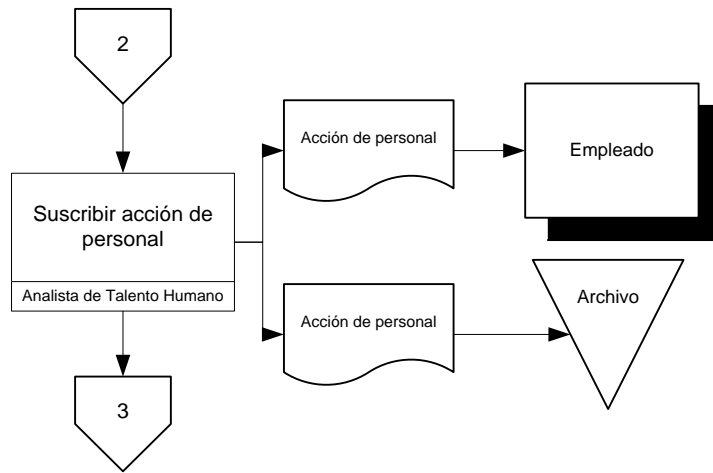 2
Suscribir acción de
personal
Analista de Talento Humano
Acción de personal
Empleado
Acción de personal
Archivo
3